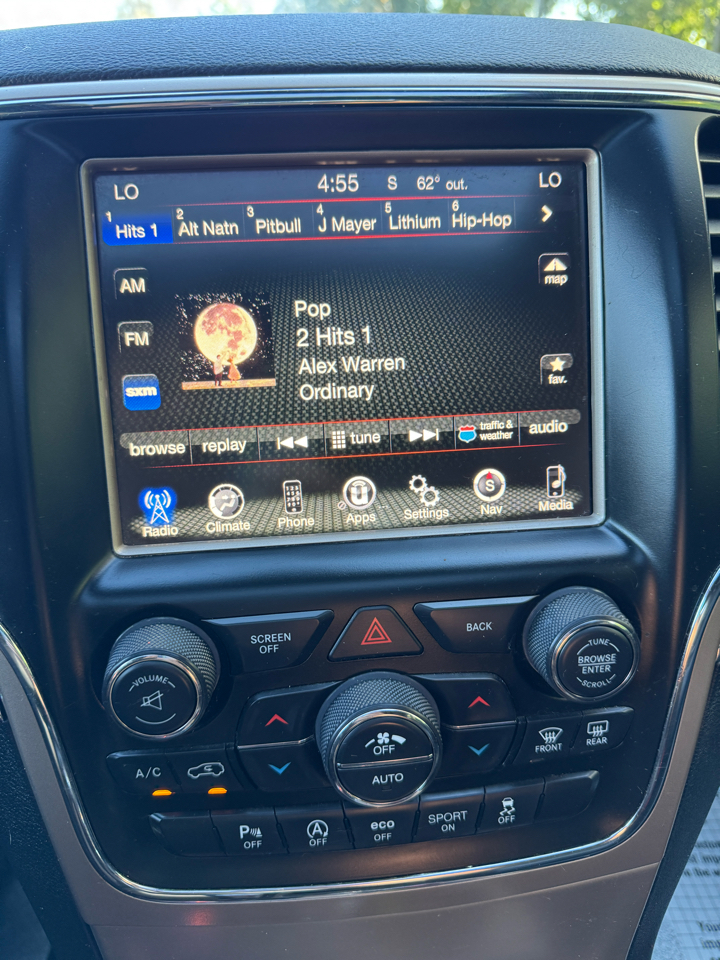 LO 4:55 S 62° out. LO
1 Hits 1 2 Alt Natn 3 Pitbull 4 J Mayer 5 Lithium 6 Hip-Hop
AM
map
Pop
FM
2 Hits 1
Alex Warren
fav.
sxm
Ordinary
browse replay tune traffic & weather audio
Radio Climate Phone Apps Settings S Nav Media
SCREEN OFF
BACK
VOLUME
TUNE
BROWSE
ENTER
SCROLL
OFF
AUTO
FRONT
REAR
A/C
P OFF
A OFF
eco OFF
SPORT ON
OFF